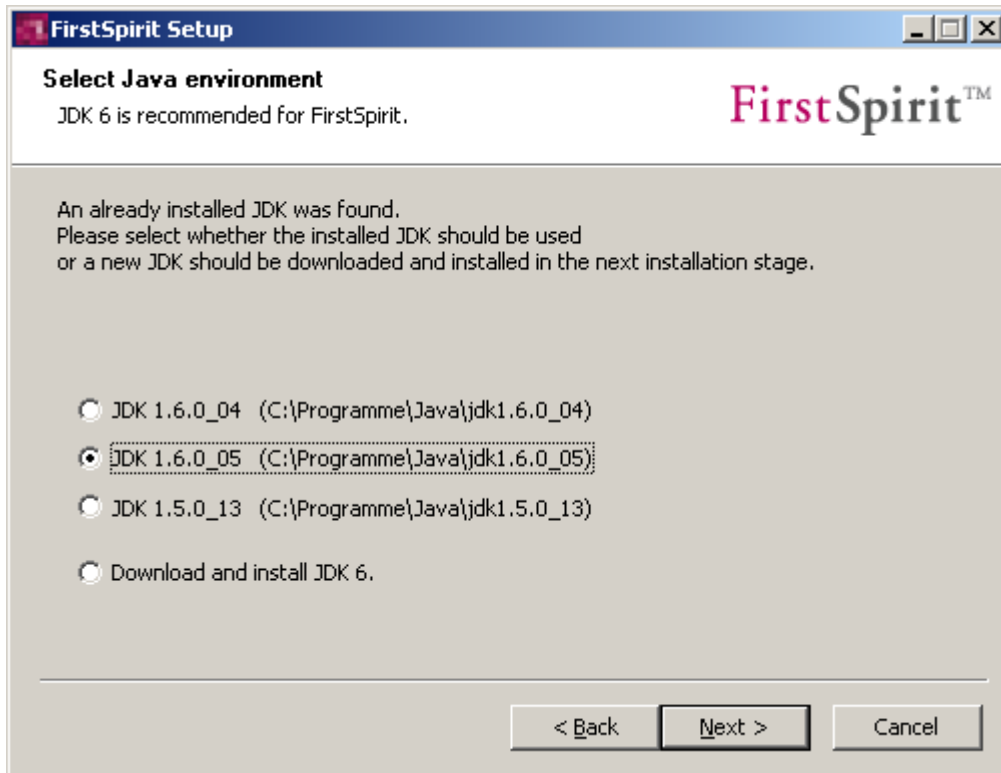 FirstSpirit Setup
Select Java environment
JDK 6 is recommended for FirstSpirit.
FirstSpirit™
An already installed JDK was found.
Please select whether the installed JDK should be used
or a new JDK should be downloaded and installed in the next installation stage.
JDK 1.6.0_04 (C:\Programme\Java\jdk1.6.0_04)
JDK 1.6.0_05 (C:\Programme\Java\jdk1.6.0_05)
JDK 1.5.0_13 (C:\Programme\Java\jdk1.5.0_13)
Download and install JDK 6.
< Back Next > Cancel